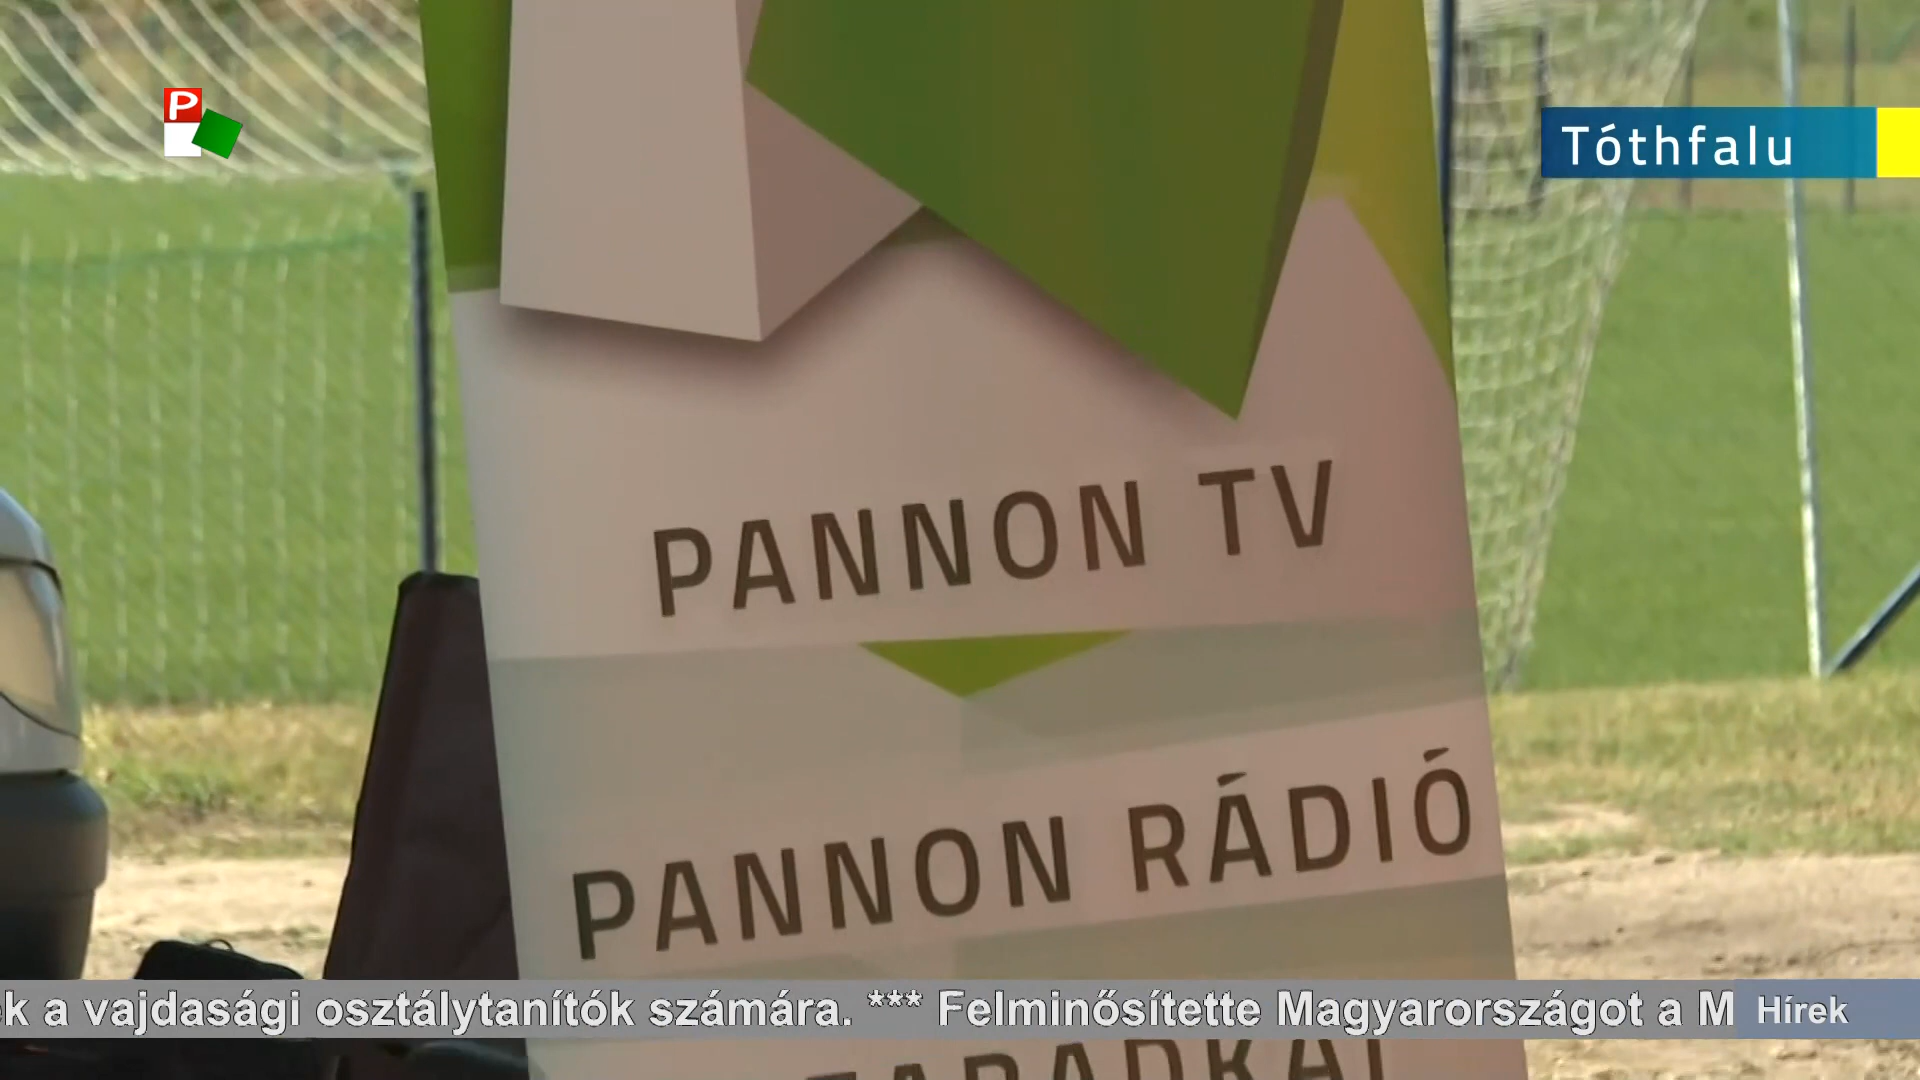 P
Tóthfalu
PANNON TV
PANNON RÁDIÓ
k a vajdasági osztálytanítók számára. *** Felminősítette Magyarországot a M
Hírek